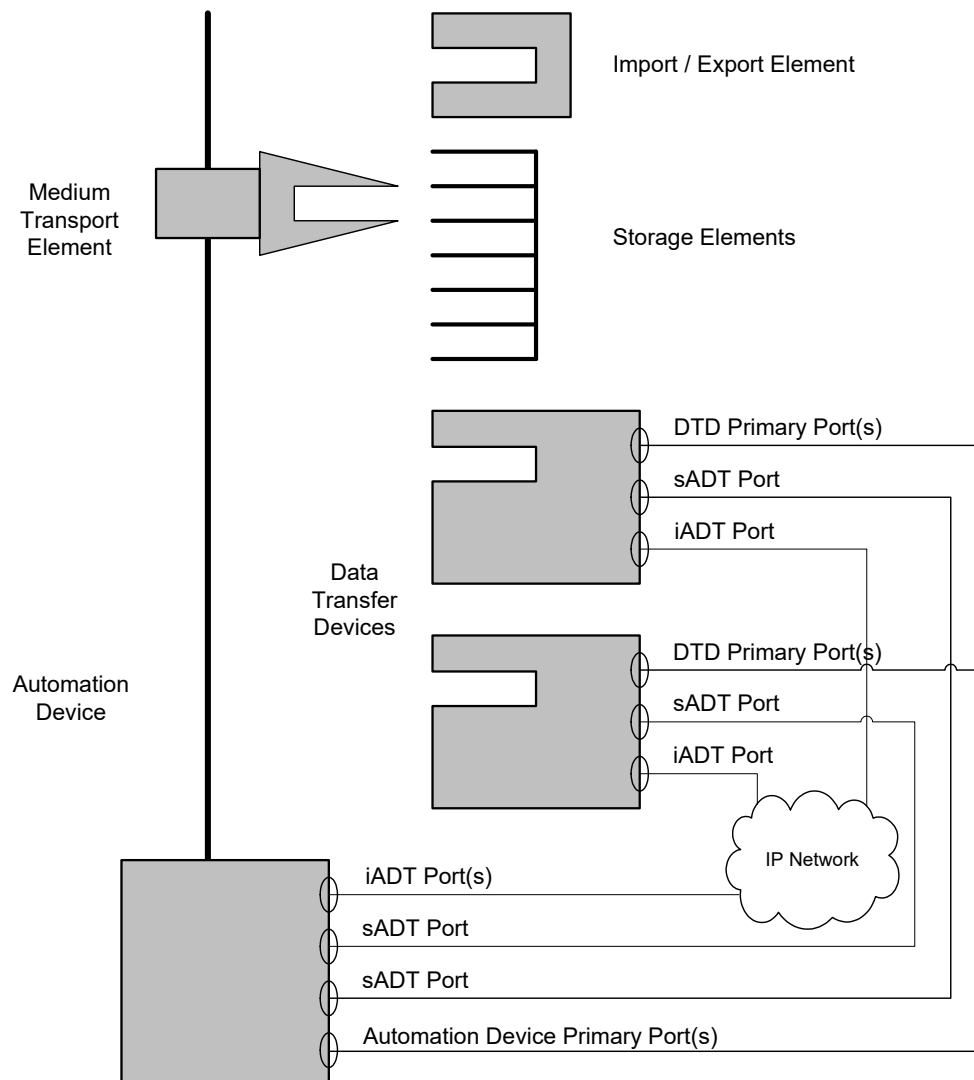 Import / Export Element
Medium
Transport
Element
Storage Elements
DTD Primary Port(s)
sADT Port
iADT Port
Data
Transfer
Devices
DTD Primary Port(s)
sADT Port
iADT Port
Automation
Device
IP Network
iADT Port(s)
sADT Port
sADT Port
Automation Device Primary Port(s)